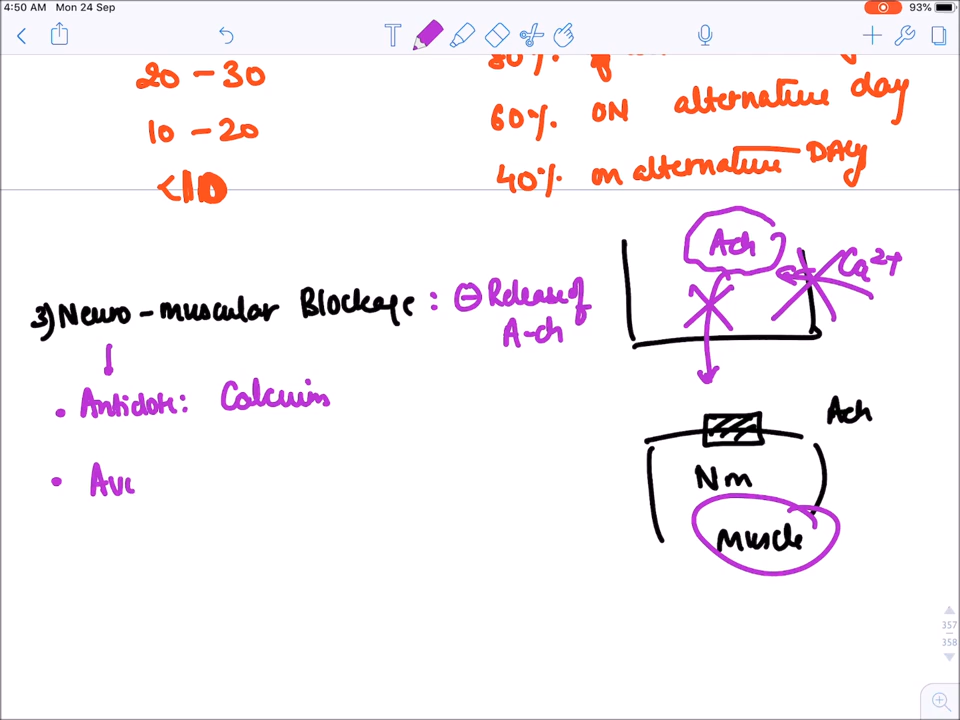 4:50 AM Mon 24 Sep
93%
T
80%.
20 - 30
60%. ON alternative day
10 - 20
40% on alternative DAY
<10
Ach
Ca2+
3) Neuro-muscular Blockage: ⊖ Release of
A-ch
Antidote: Calcium
Ach
• Avo
Nm
muscle
357
358